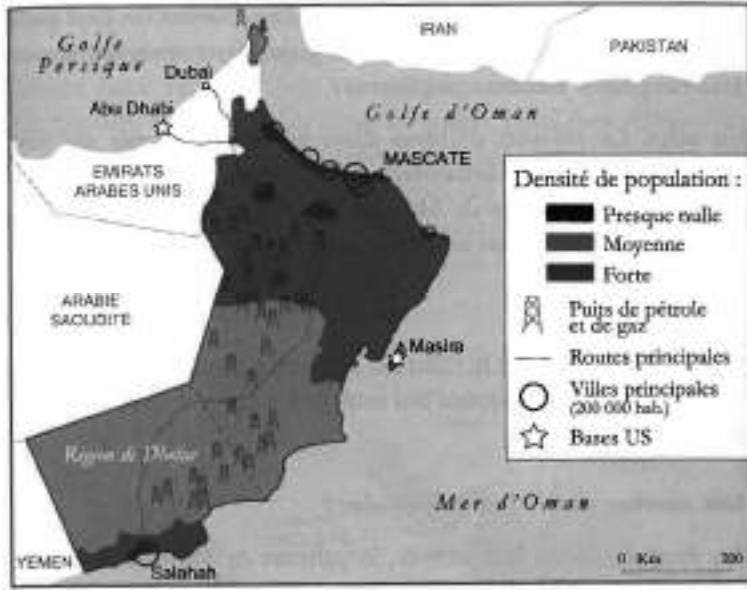 IRAN
Golfe
Persique
PAKISTAN
Dubaï
Abu Dhabi
Golfe d'Oman
MASCATE
EMIRATS
ARABES UNIS
Densité de population :
Presque nulle
Moyenne
Forte
ARABIE
SAOUDITE
Puits de pétrole
et de gaz
Masira
Routes principales
Villes principales
(200 000 hab.)
Bases US
Région de Dhofar
Mer d'Oman
YEMEN
Salalah
0 Km 200